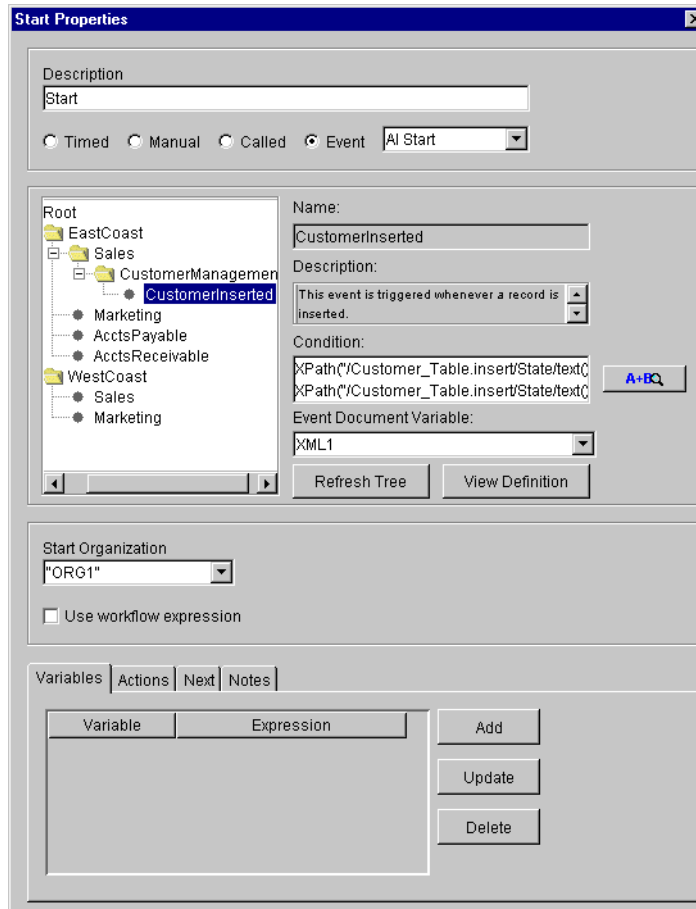 Start Properties
Description
Start
Timed Manual Called Event AI Start
Root
EastCoast
Sales
CustomerManagemen
CustomerInserted
Marketing
AcctsPayable
AcctsReceivable
WestCoast
Sales
Marketing
Name:
CustomerInserted
Description:
This event is triggered whenever a record is
inserted.
Condition:
XPath("/Customer_Table.insert/State/text(
XPath("/Customer_Table.insert/State/text(
A+B
Event Document Variable:
XML1
Refresh Tree View Definition
Start Organization
"ORG1"
Use workflow expression
Variables Actions Next Notes
Variable Expression
Add
Update
Delete